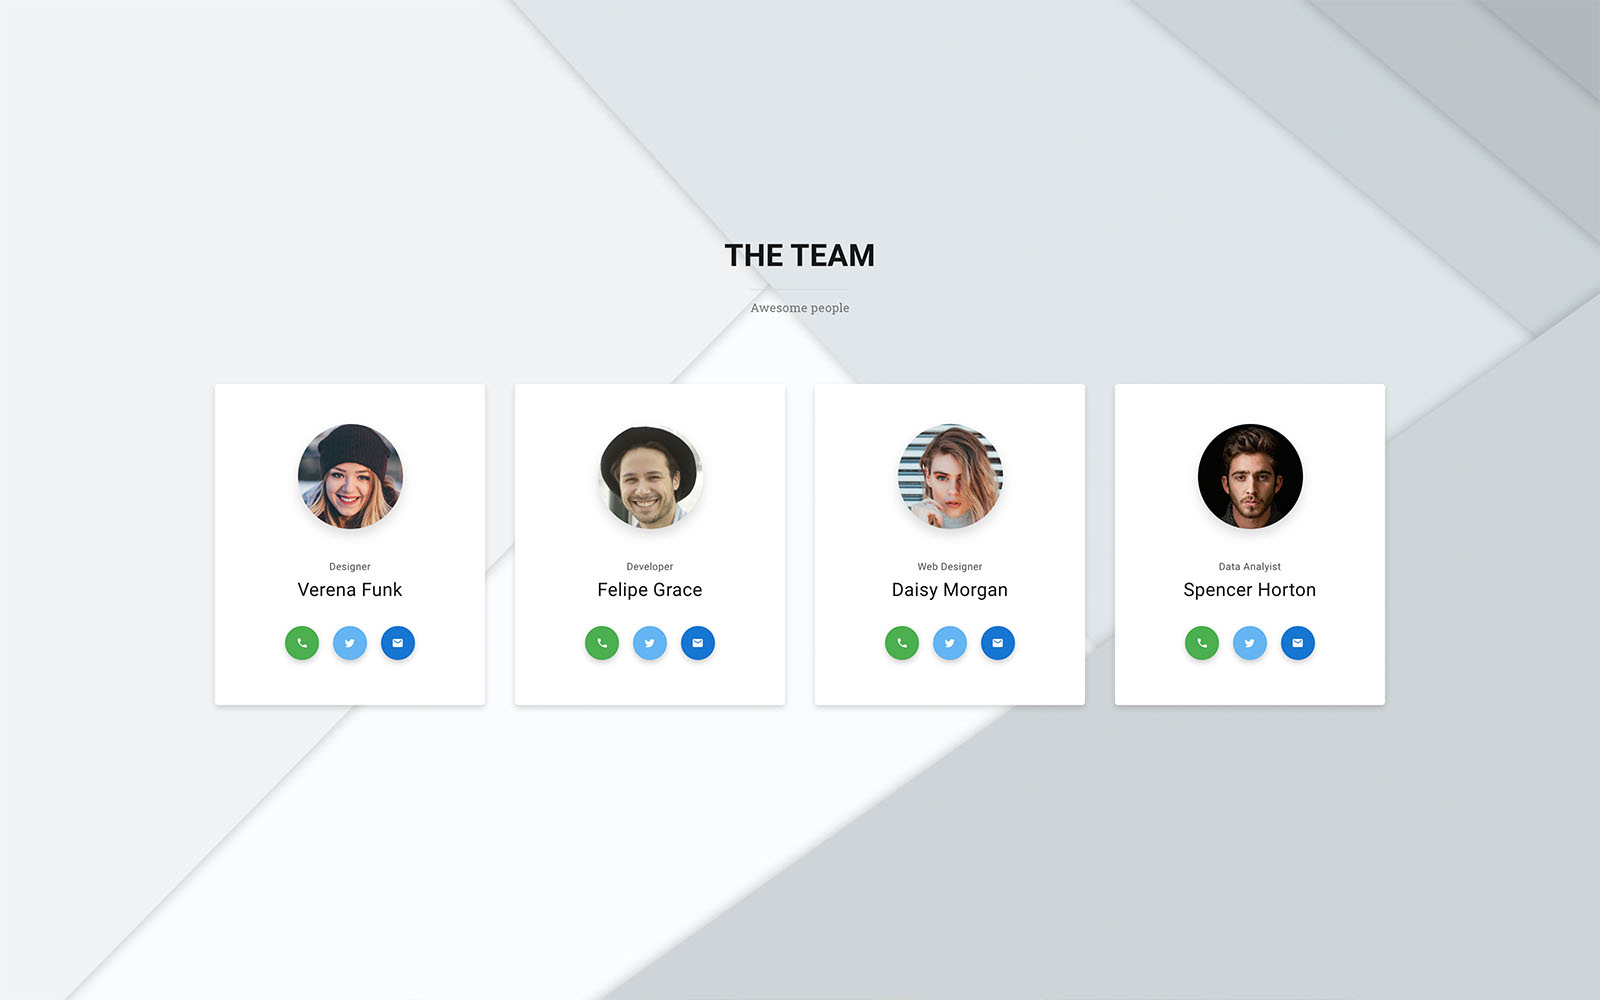 THE TEAM
Awesome people
Designer
Verena Funk
Developer
Felipe Grace
Web Designer
Daisy Morgan
Data Analyist
Spencer Horton